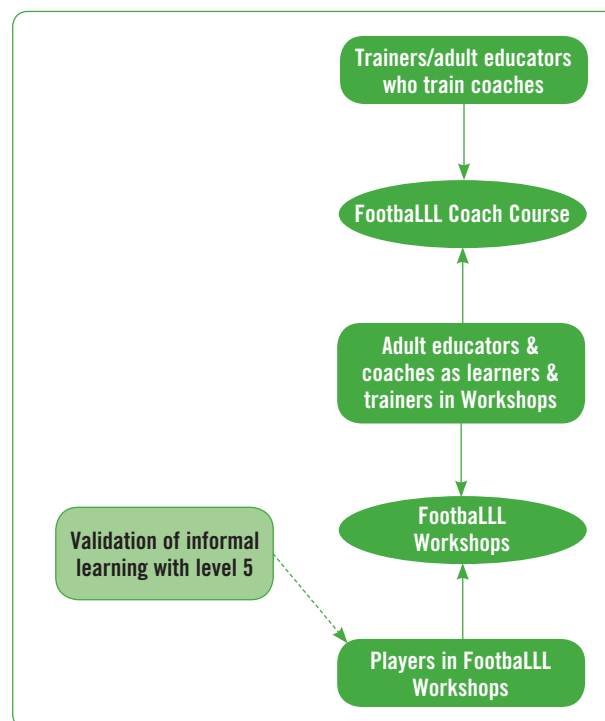 Trainers/adult educators
who train coaches
FootbaLLL Coach Course
Adult educators &
coaches as learners &
trainers in Workshops
FootbaLLL
Workshops
Validation of informal
learning with level 5
Players in FootbaLLL
Workshops